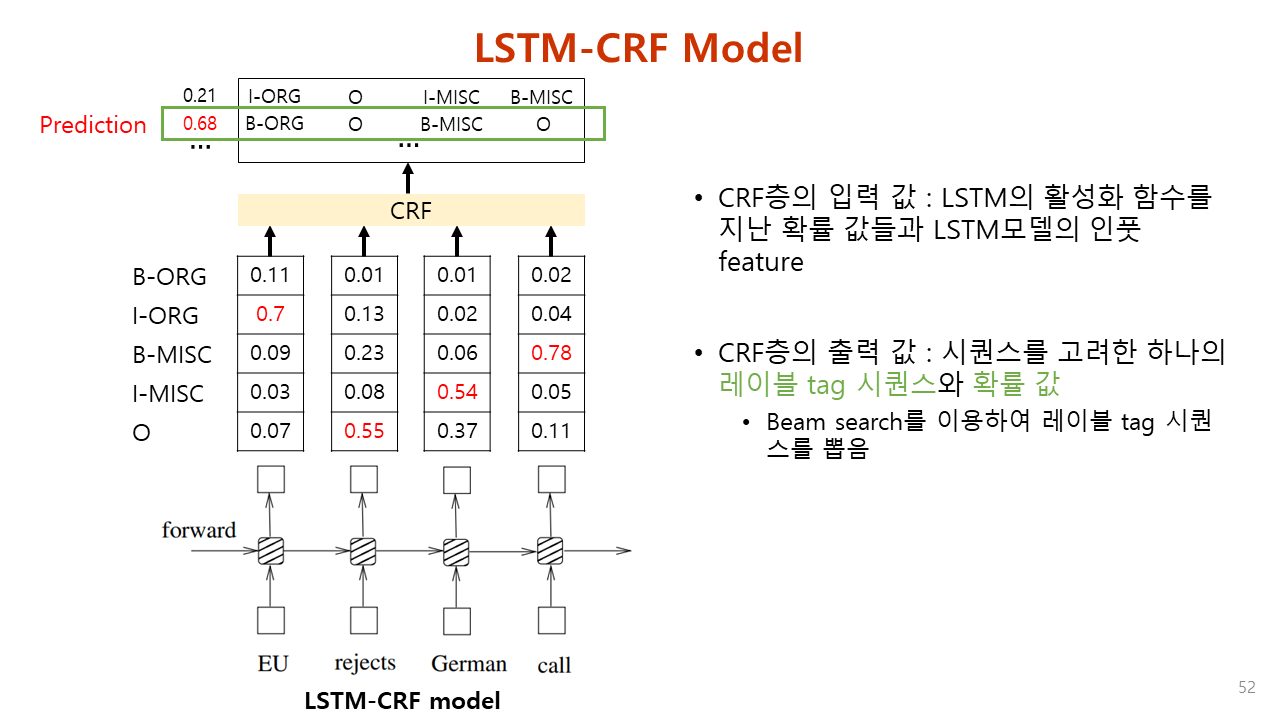 LSTM-CRF Model
0.21 I-ORG O I-MISC B-MISC
Prediction 0.68 B-ORG O B-MISC O
... ...
CRF
B-ORG 0.11 0.01 0.01 0.02
I-ORG 0.7 0.13 0.02 0.04
B-MISC 0.09 0.23 0.06 0.78
I-MISC 0.03 0.08 0.54 0.05
O 0.07 0.55 0.37 0.11
forward
EU rejects German call
LSTM-CRF model
• CRF층의 입력 값 : LSTM의 활성화 함수를
지난 확률 값들과 LSTM모델의 인풋
feature
• CRF층의 출력 값 : 시퀀스를 고려한 하나의
레이블 tag 시퀀스와 확률 값
• Beam search를 이용하여 레이블 tag 시퀀
스를 뽑음
52